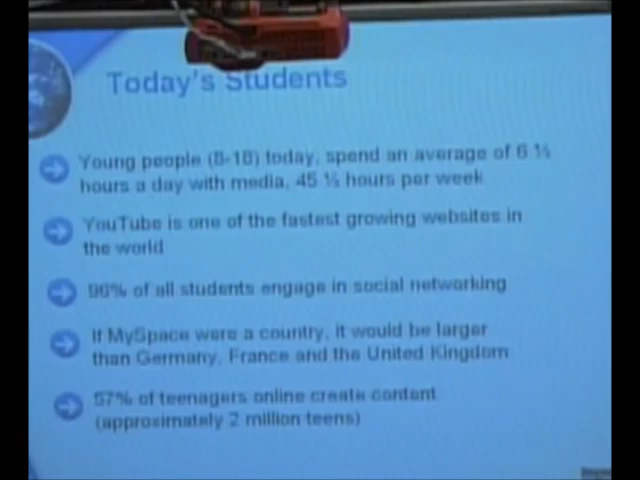 Today's Students
Young people (8-18) today, spend an average of 6 ½
hours a day with media, 45 ½ hours per week
YouTube is one of the fastest growing websites in
the world
96% of all students engage in social networking
If MySpace were a country, it would be larger
than Germany, France and the United Kingdom
57% of teenagers online create content
(approximately 2 million teens)